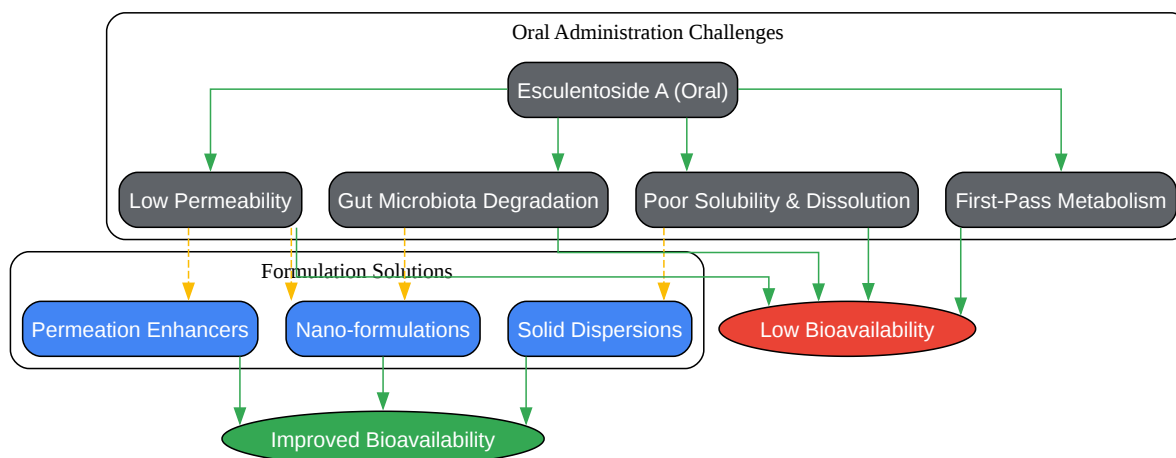 Oral Administration Challenges
Esculentoside A (Oral)
Low Permeability
Gut Microbiota Degradation
Poor Solubility & Dissolution
First-Pass Metabolism
Formulation Solutions
Permeation Enhancers
Nano-formulations
Solid Dispersions
Low Bioavailability
Improved Bioavailability